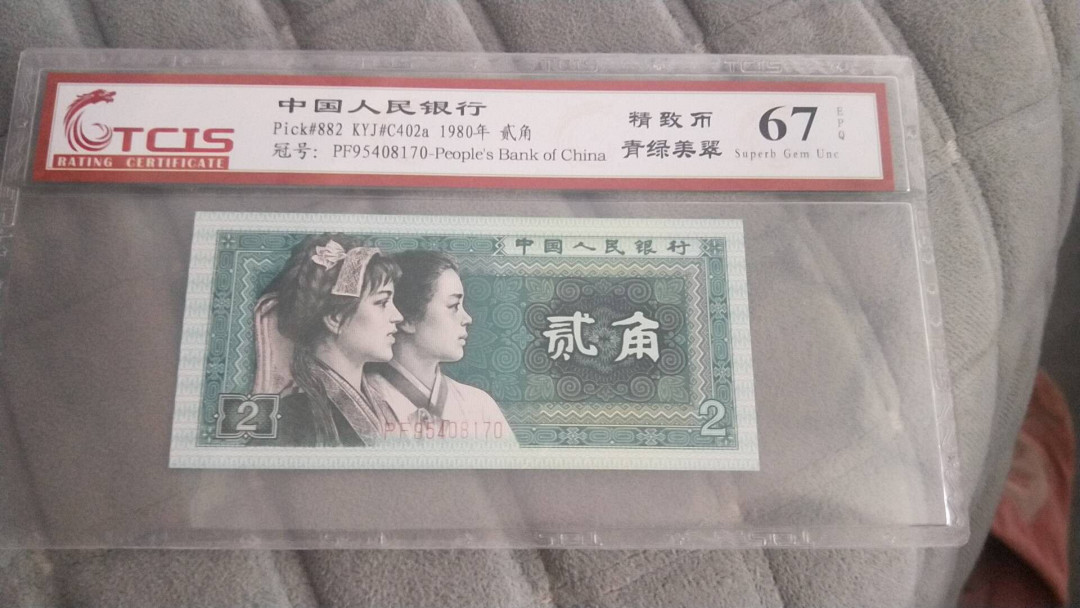 TCIS
RATING CERTIFICATE
中国人民银行
Pick#882 KYJ#C402a 1980年 贰角
冠号: PF95408170-People's Bank of China
精致币
青绿美翠
67
EPQ
Superb Gem Unc
中国人民银行
贰角
2
2
PF95408170